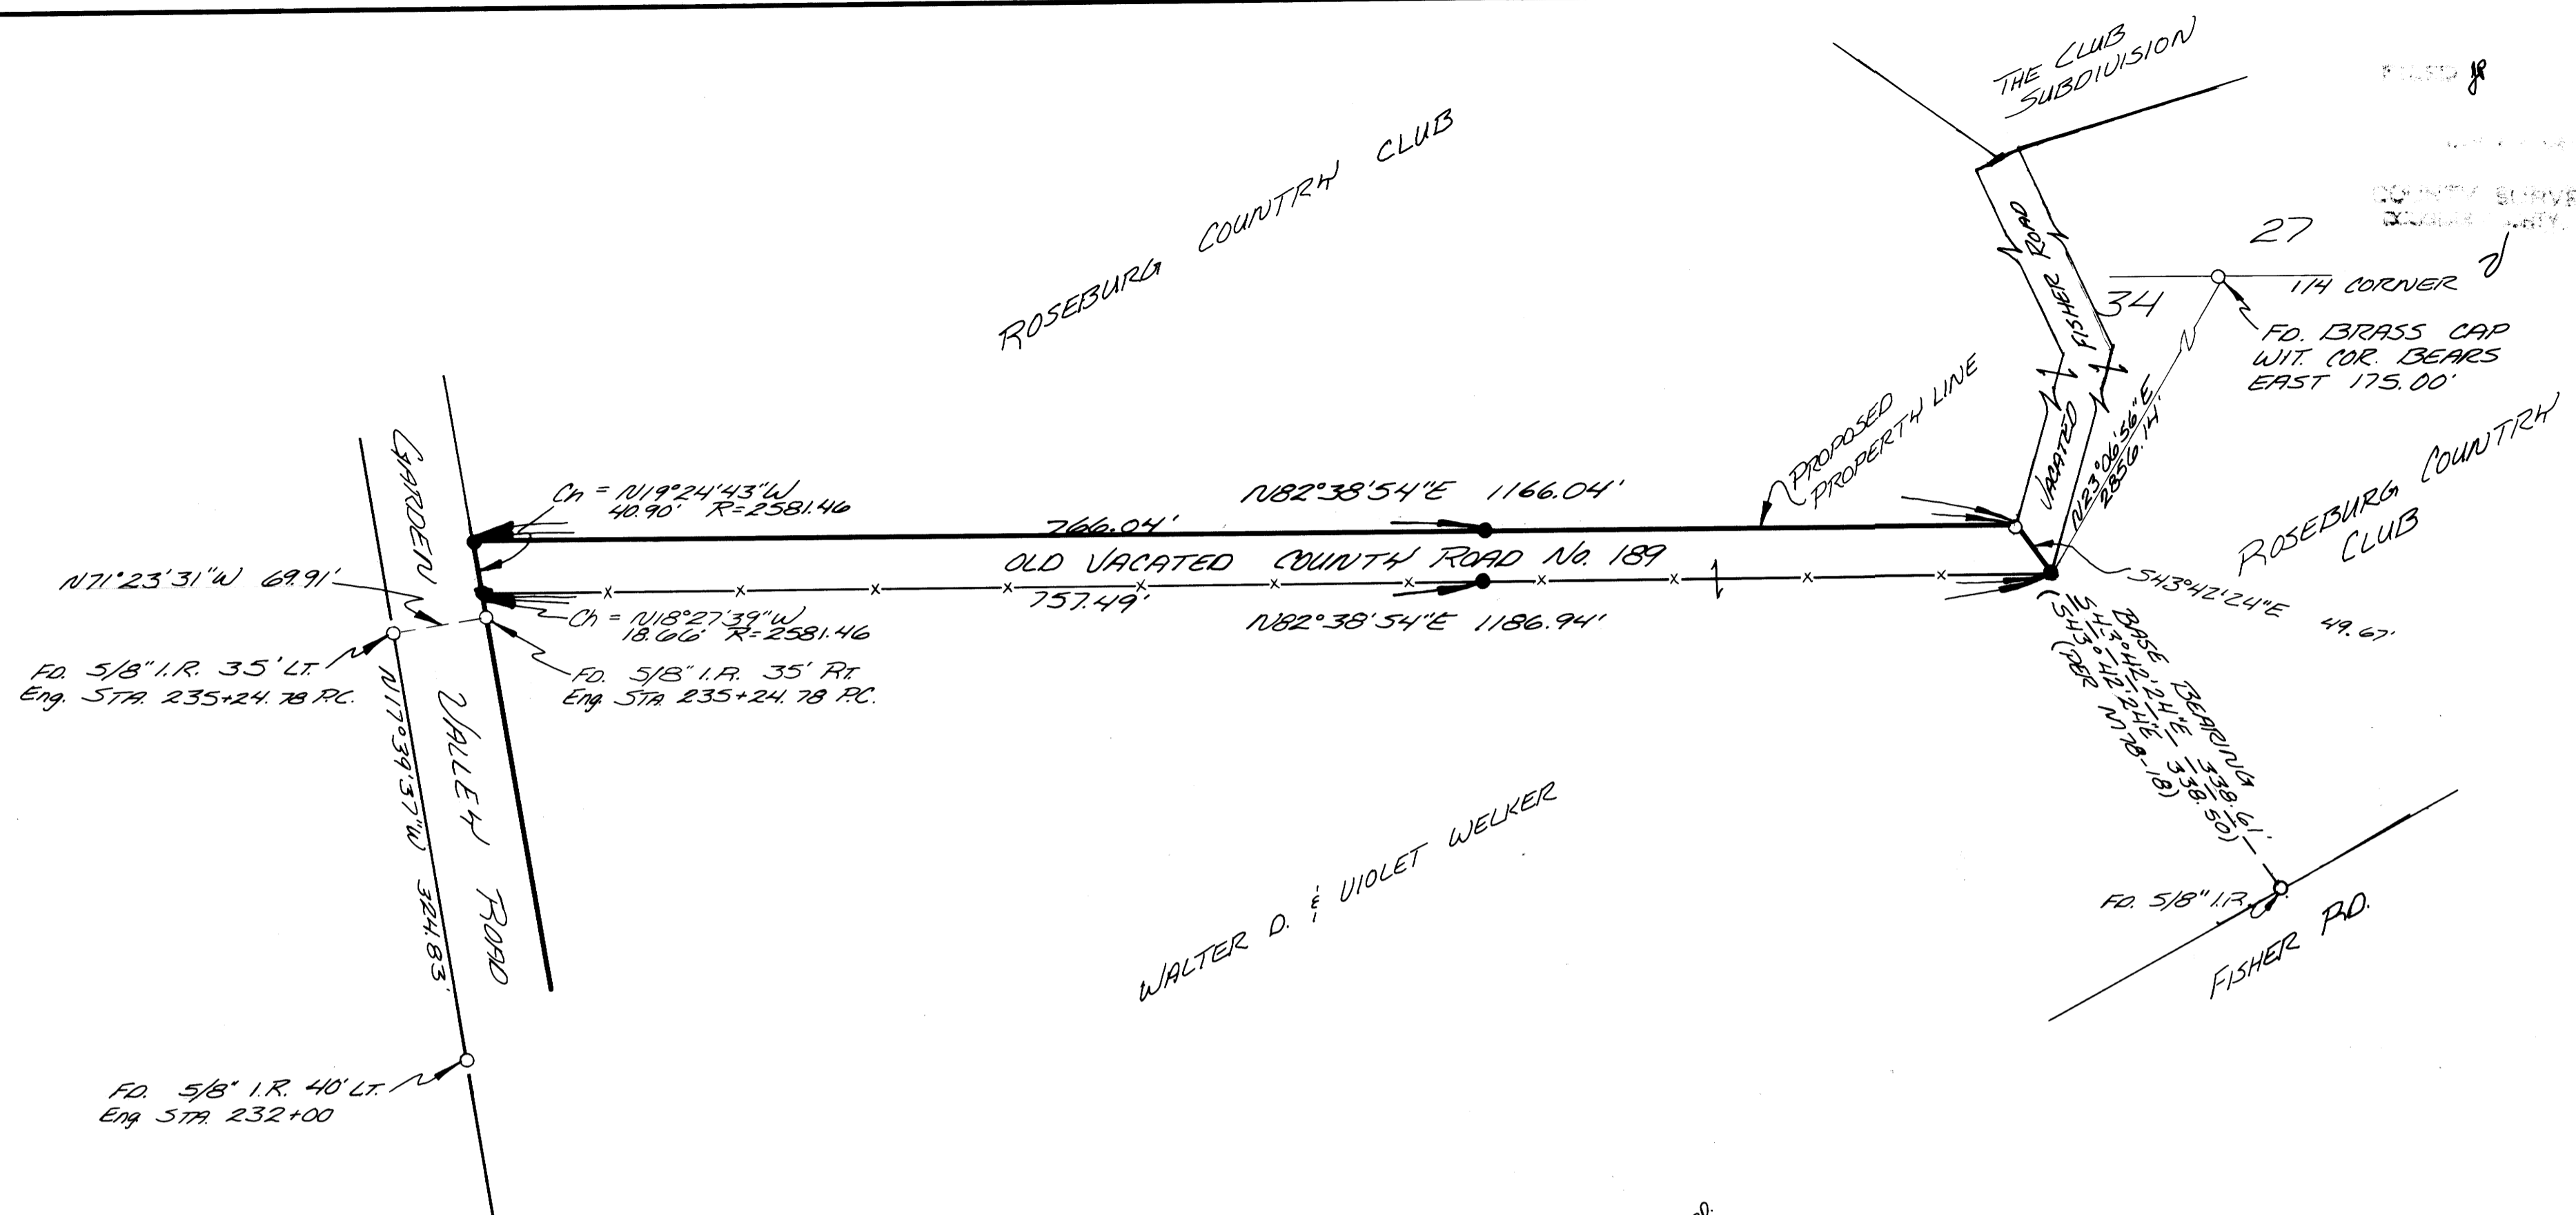 THE CLUB
SUBDIVISION
ROSEBURG COUNTRY CLUB
27
34
1/4 CORNER
FD. BRASS CAP
WIT. COR. BEARS
EAST 175.00'
VACATED FISHER ROAD
N23°06'56"E
2856.14'
ROSEBURG COUNTRY
CLUB
PROPOSED
PROPERTY LINE
Ch = N19°24'43"W
40.90' R=2581.46
N82°38'54"E 1166.04'
766.04'
OLD VACATED COUNTY ROAD No. 189
757.49'
N82°38'54"E 1186.94'
Ch = N18°27'39"W
18.66' R=2581.46
N71°23'31"W 69.91'
GARDEN VALLEY ROAD
FD. 5/8" I.R. 35' LT.
Eng. STA. 235+24.78 P.C.
FD. 5/8" I.R. 35' RT.
Eng. STA 235+24.78 P.C.
N17°39'37"W 324.83'
S43°42'24"E 49.67'
BASE BEARING
S43°42'24"E 338.61'
(S43°42'24"E 338.50)
(PER M78-18)
WALTER D. & VIOLET WELKER
FD. 5/8" I.R.
FISHER RD.
FD. 5/8" I.R. 40' LT.
Eng STA. 232+00